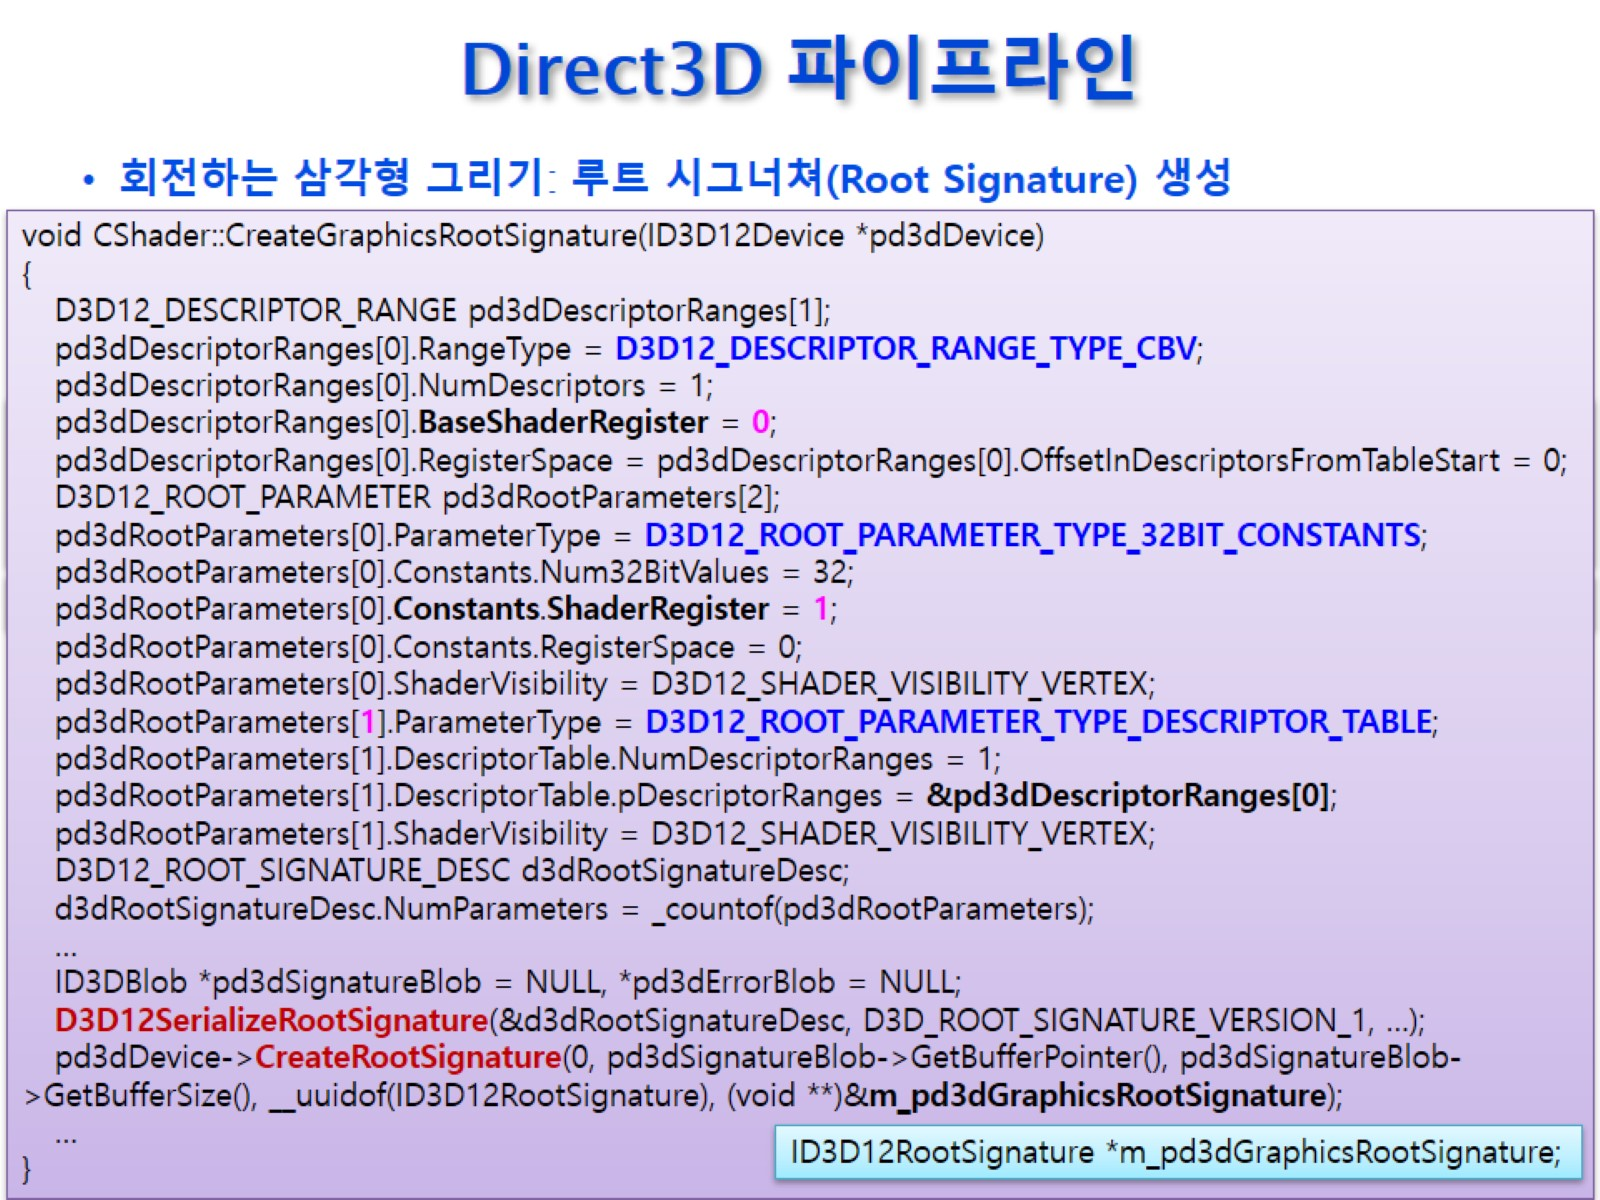 Direct3D 파이프라인
• 회전하는 삼각형 그리기: 루트 시그너쳐(Root Signature) 생성
void CShader::CreateGraphicsRootSignature(ID3D12Device *pd3dDevice)
{
D3D12_DESCRIPTOR_RANGE pd3dDescriptorRanges[1];
pd3dDescriptorRanges[0].RangeType = D3D12_DESCRIPTOR_RANGE_TYPE_CBV;
pd3dDescriptorRanges[0].NumDescriptors = 1;
pd3dDescriptorRanges[0].BaseShaderRegister = 0;
pd3dDescriptorRanges[0].RegisterSpace = pd3dDescriptorRanges[0].OffsetInDescriptorsFromTableStart = 0;
D3D12_ROOT_PARAMETER pd3dRootParameters[2];
pd3dRootParameters[0].ParameterType = D3D12_ROOT_PARAMETER_TYPE_32BIT_CONSTANTS;
pd3dRootParameters[0].Constants.Num32BitValues = 32;
pd3dRootParameters[0].Constants.ShaderRegister = 1;
pd3dRootParameters[0].Constants.RegisterSpace = 0;
pd3dRootParameters[0].ShaderVisibility = D3D12_SHADER_VISIBILITY_VERTEX;
pd3dRootParameters[1].ParameterType = D3D12_ROOT_PARAMETER_TYPE_DESCRIPTOR_TABLE;
pd3dRootParameters[1].DescriptorTable.NumDescriptorRanges = 1;
pd3dRootParameters[1].DescriptorTable.pDescriptorRanges = &pd3dDescriptorRanges[0];
pd3dRootParameters[1].ShaderVisibility = D3D12_SHADER_VISIBILITY_VERTEX;
D3D12_ROOT_SIGNATURE_DESC d3dRootSignatureDesc;
d3dRootSignatureDesc.NumParameters = _countof(pd3dRootParameters);
...
ID3DBlob *pd3dSignatureBlob = NULL, *pd3dErrorBlob = NULL;
D3D12SerializeRootSignature(&d3dRootSignatureDesc, D3D_ROOT_SIGNATURE_VERSION_1, ...);
pd3dDevice->CreateRootSignature(0, pd3dSignatureBlob->GetBufferPointer(), pd3dSignatureBlob-
>GetBufferSize(), __uuidof(ID3D12RootSignature), (void **)&m_pd3dGraphicsRootSignature);
...
ID3D12RootSignature *m_pd3dGraphicsRootSignature;
}